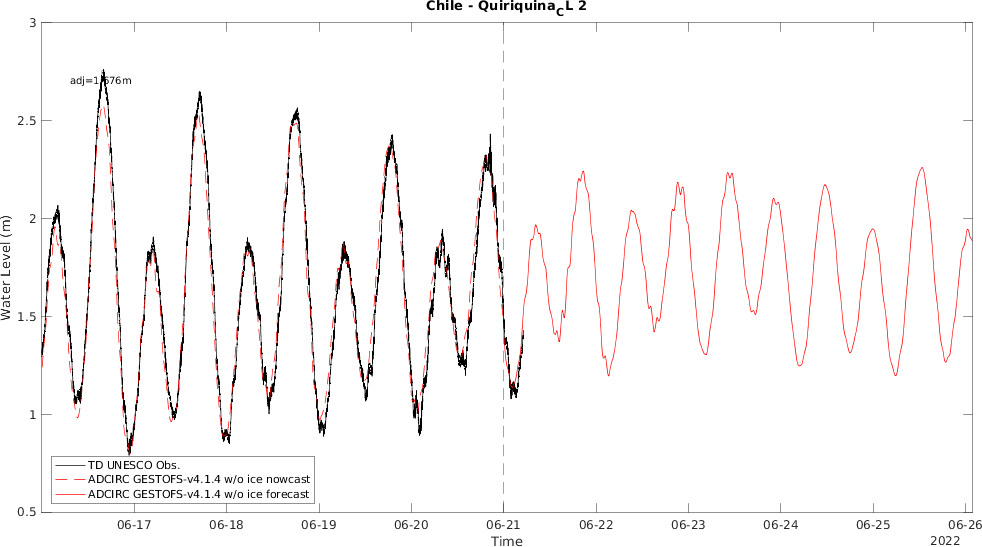 Chile - Quiriquina_CL 2
adj=1.676m
Water Level (m)
3
2.5
2
1.5
1
0.5
TD UNESCO Obs.
ADCIRC GESTOFS-v4.1.4 w/o ice nowcast
ADCIRC GESTOFS-v4.1.4 w/o ice forecast
06-17 06-18 06-19 06-20 06-21 06-22 06-23 06-24 06-25 06-26
Time
2022